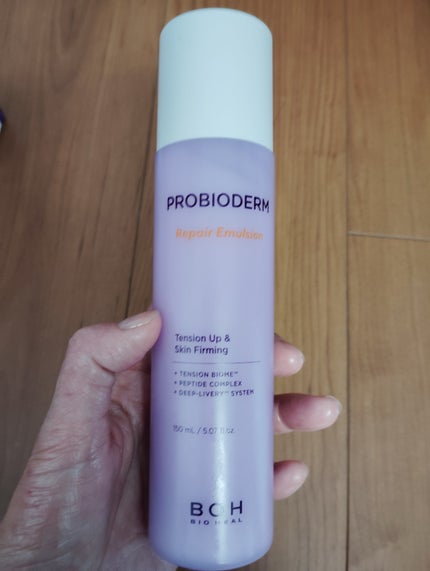 PROBIODERM
Repair Emulsion
Tension Up &
Skin Firming
+ TENSION BIOME™
+ PEPTIDE COMPLEX
+ DEEP-LIVERY™ SYSTEM
150 mL / 5.07 fl oz.
BOH
BIO HEAL